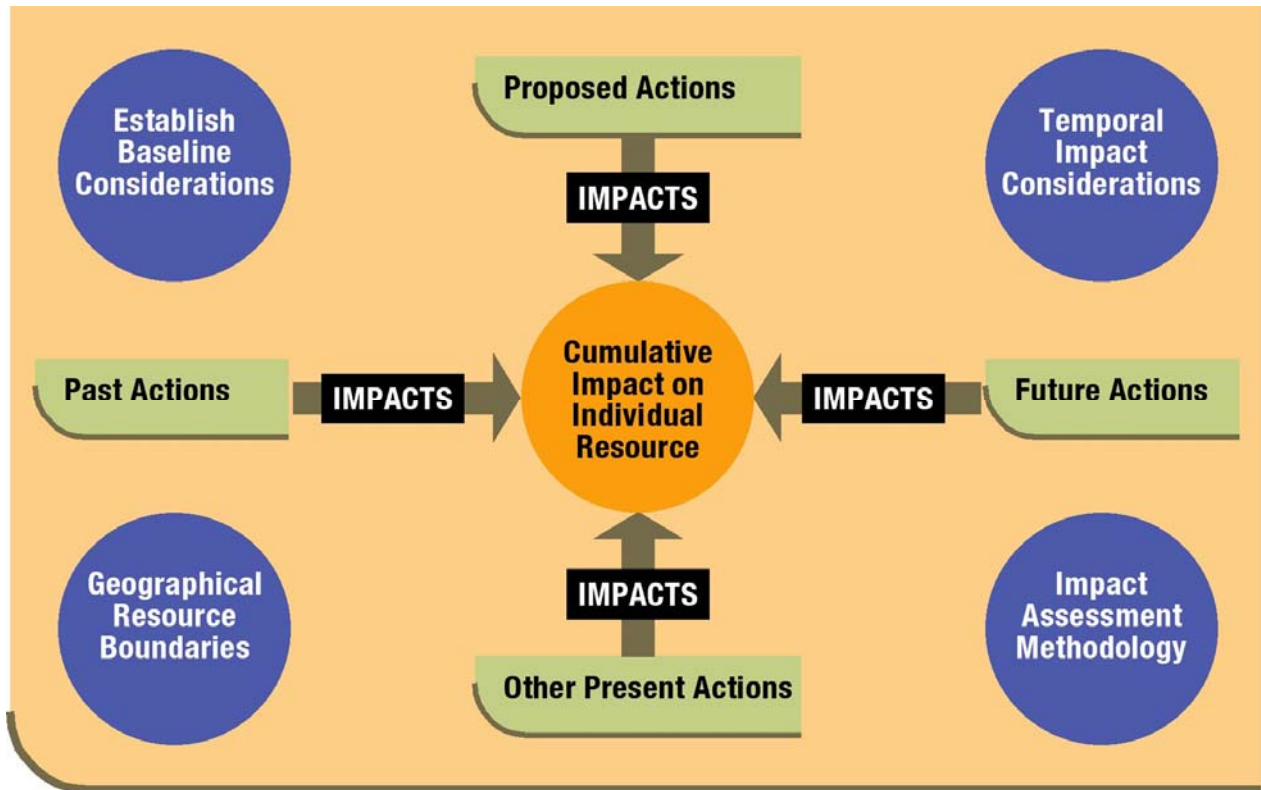 Establish
Baseline
Considerations
Proposed Actions
Temporal
Impact
Considerations
IMPACTS
Past Actions
IMPACTS
Cumulative
Impact on
Individual
Resource
IMPACTS
Future Actions
Geographical
Resource
Boundaries
IMPACTS
Other Present Actions
Impact
Assessment
Methodology